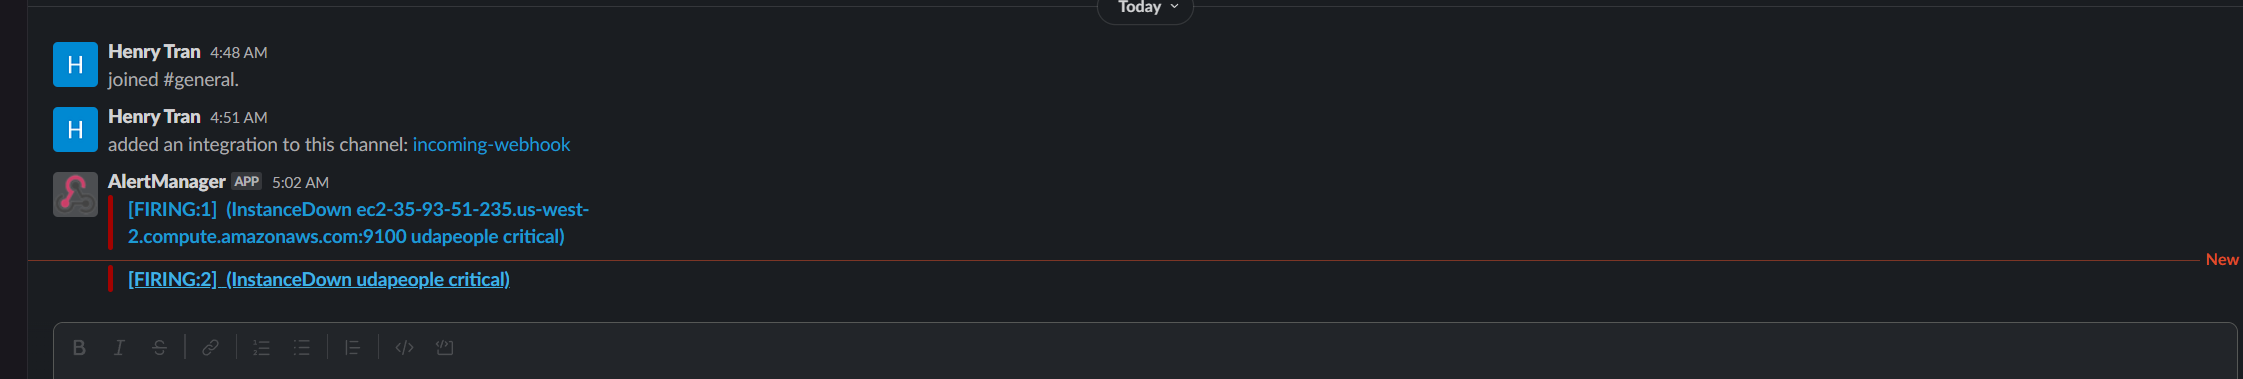 Today
Henry Tran 4:48 AM
joined #general.
Henry Tran 4:51 AM
added an integration to this channel: incoming-webhook
AlertManager APP 5:02 AM
[FIRING:1] (InstanceDown ec2-35-93-51-235.us-west-
2.compute.amazonaws.com:9100 udapeople critical)
New
[FIRING:2] (InstanceDown udapeople critical)